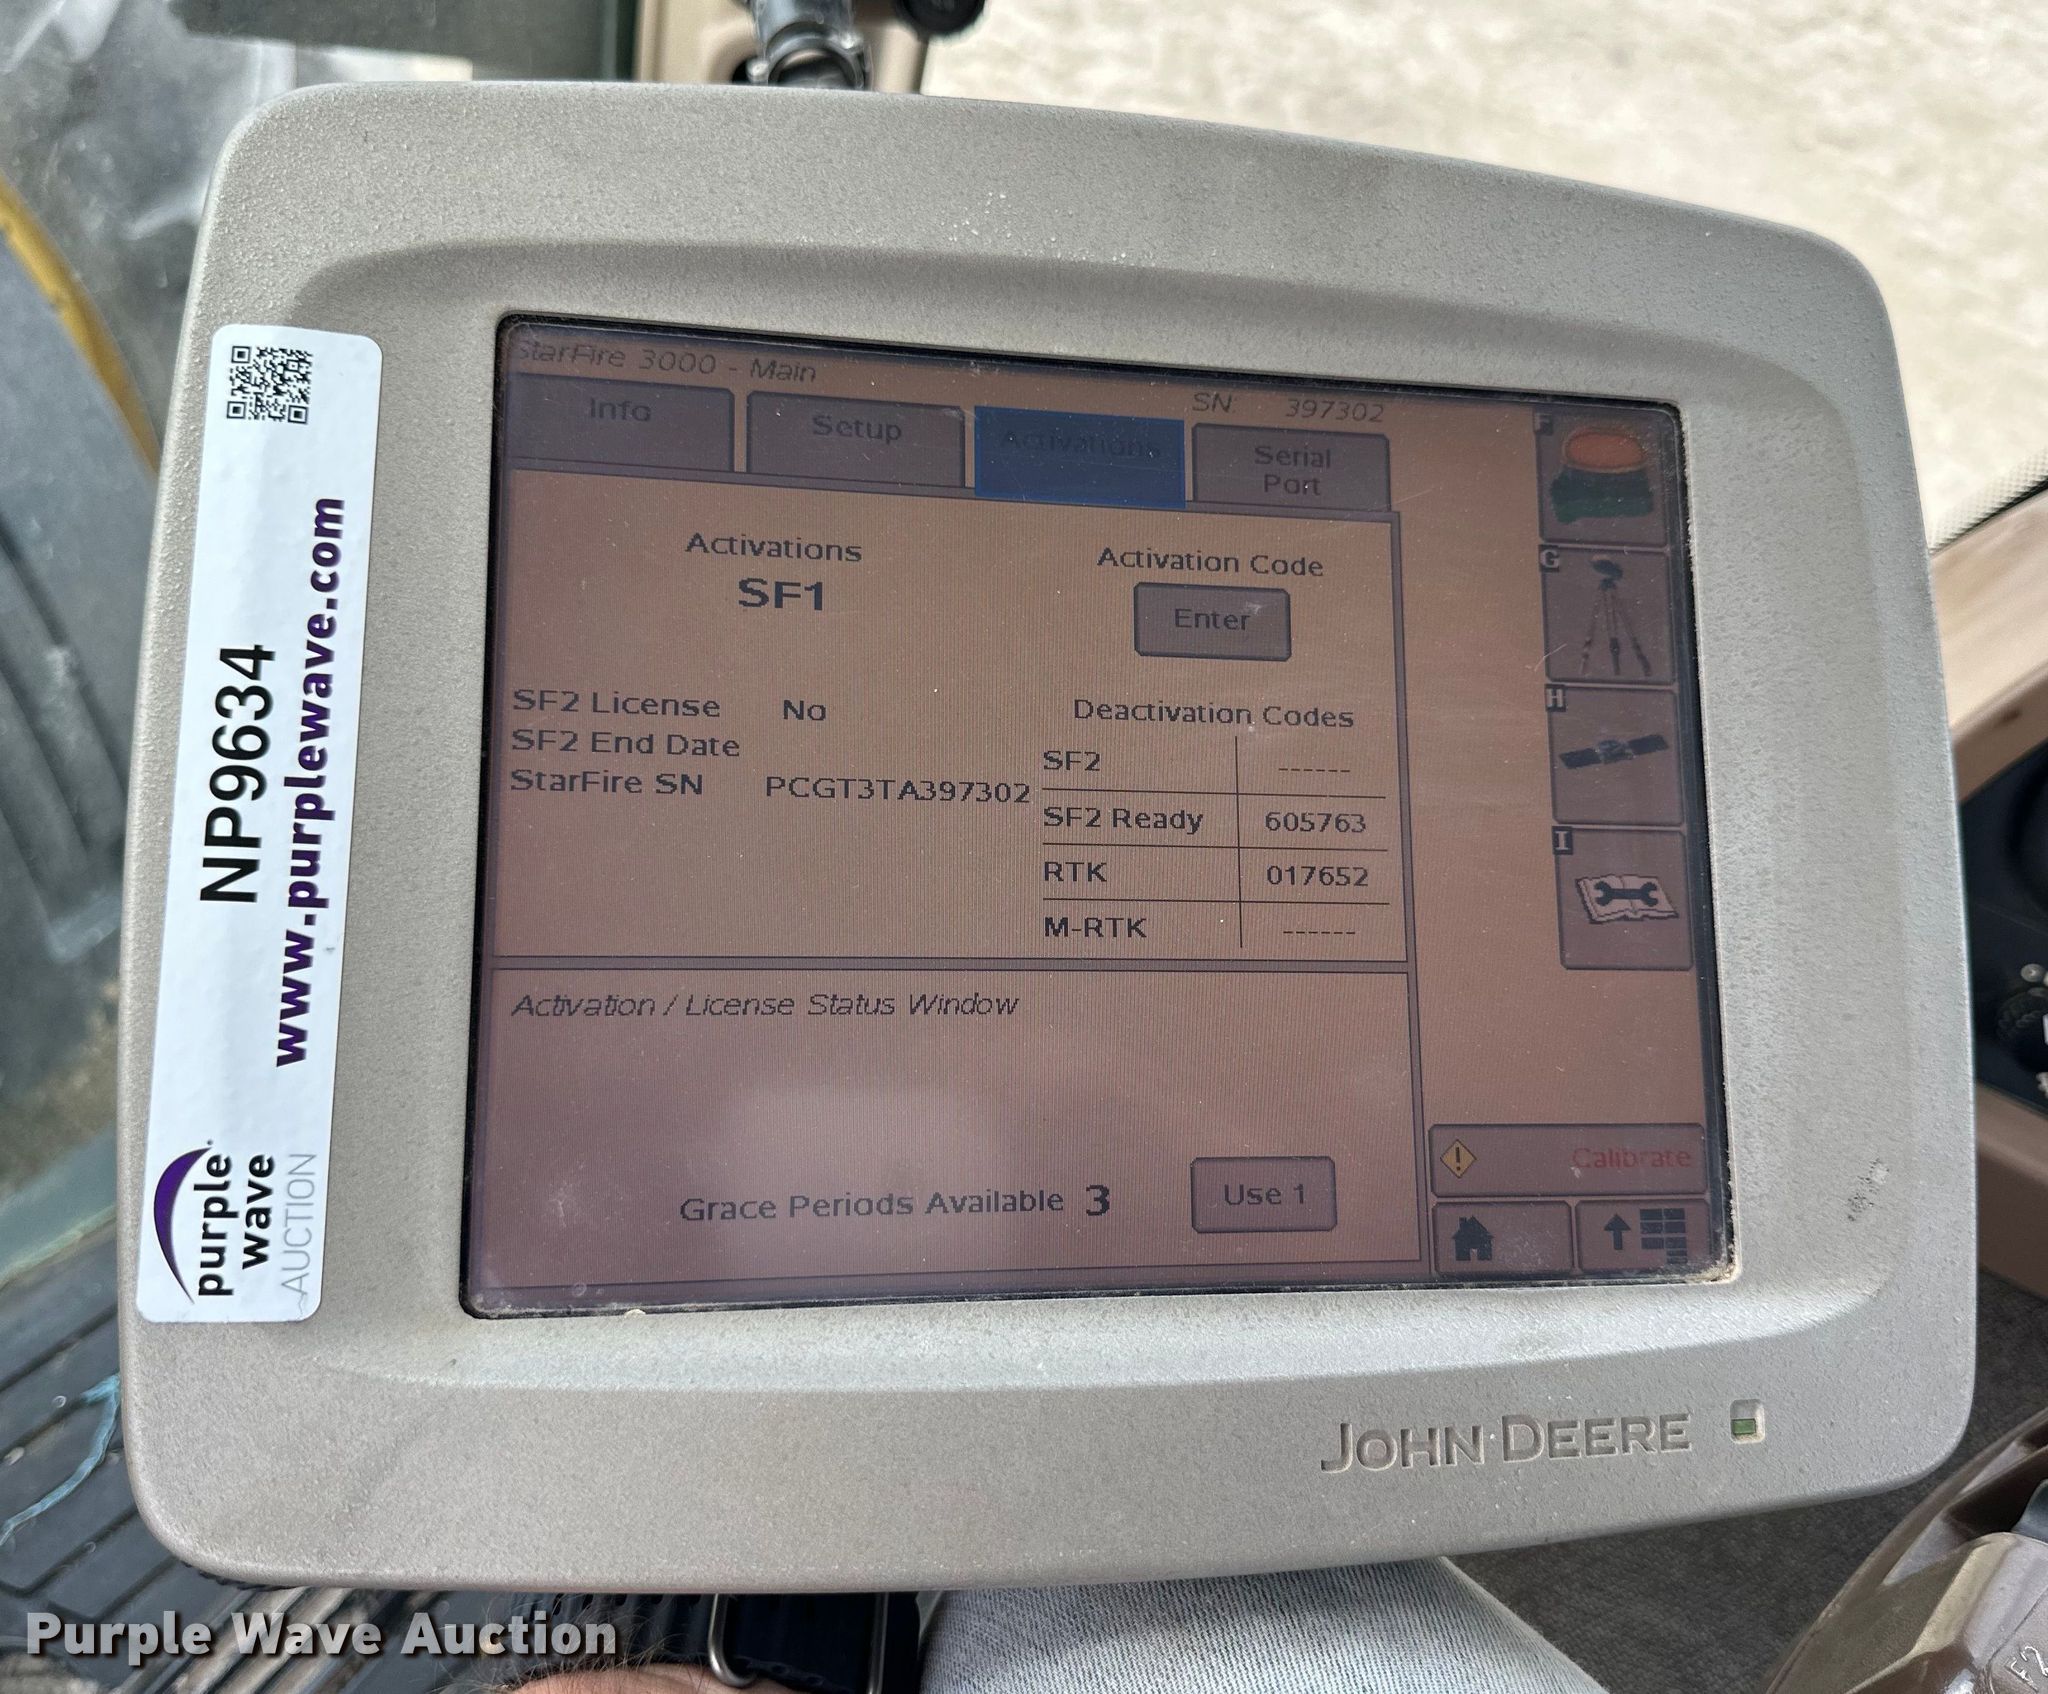 StarFire 3000 - Main
SN: 397302
Info
Setup
Activations
Serial
Port
Activations
SF1
Activation Code
Enter
SF2 License No
SF2 End Date
StarFire SN PCGT3TA397302
Deactivation Codes
SF2 ------
SF2 Ready 605763
RTK 017652
M-RTK ------
Activation / License Status Window
Grace Periods Available 3
Use 1
F
G
H
I
Calibrate
JOHN DEERE
NP9634
www.purplewave.com
purple
wave
AUCTION
Purple Wave Auction
F2